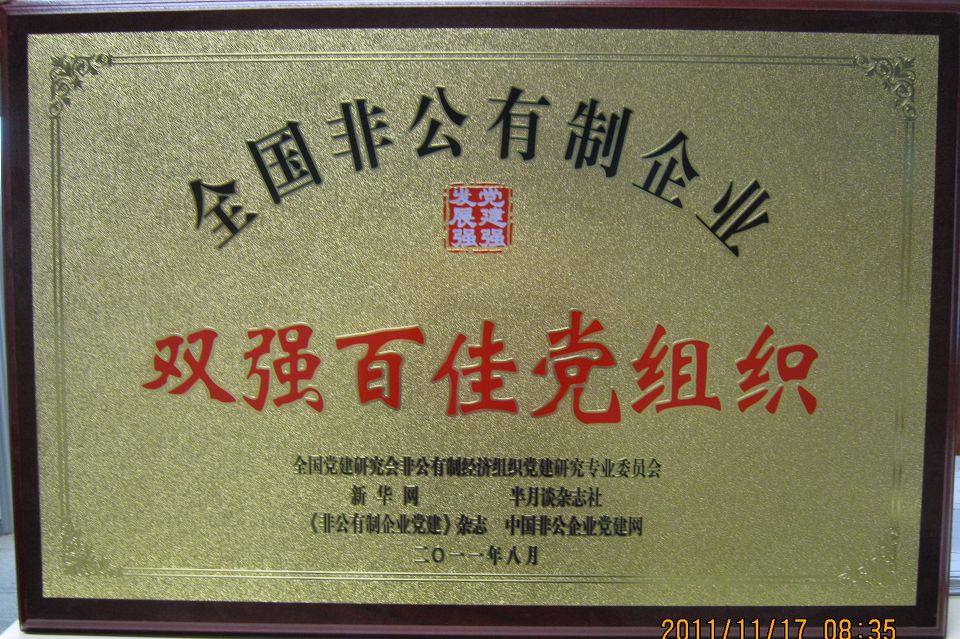 全国非公有制企业
党建强
发展强
双强百佳党组织
全国党建研究会非公有制经济组织党建研究专业委员会
新华网 半月谈杂志社
《非公有制企业党建》杂志 中国非公企业党建网
二〇一一年八月
2011/11/17 08:35